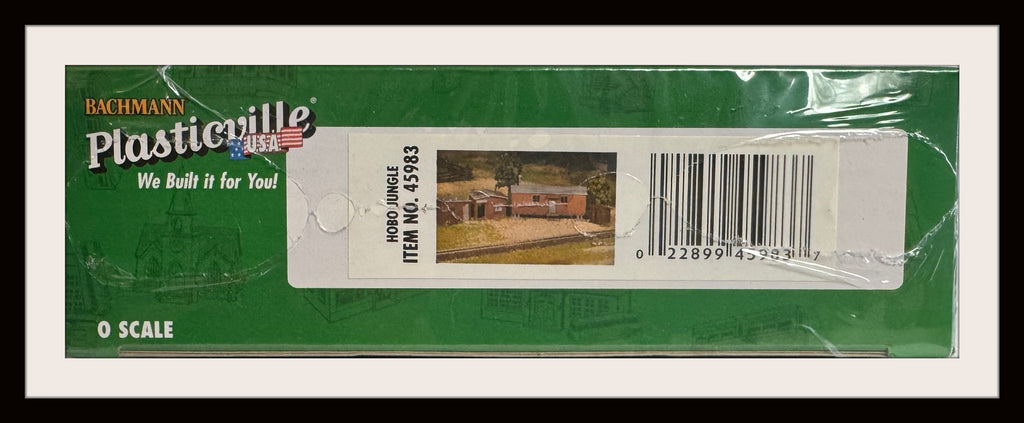 BACHMANN
Plasticville®
USA
We Built it for You!
HOBO JUNGLE
ITEM NO. 45983
0 22899 45983 7
O SCALE